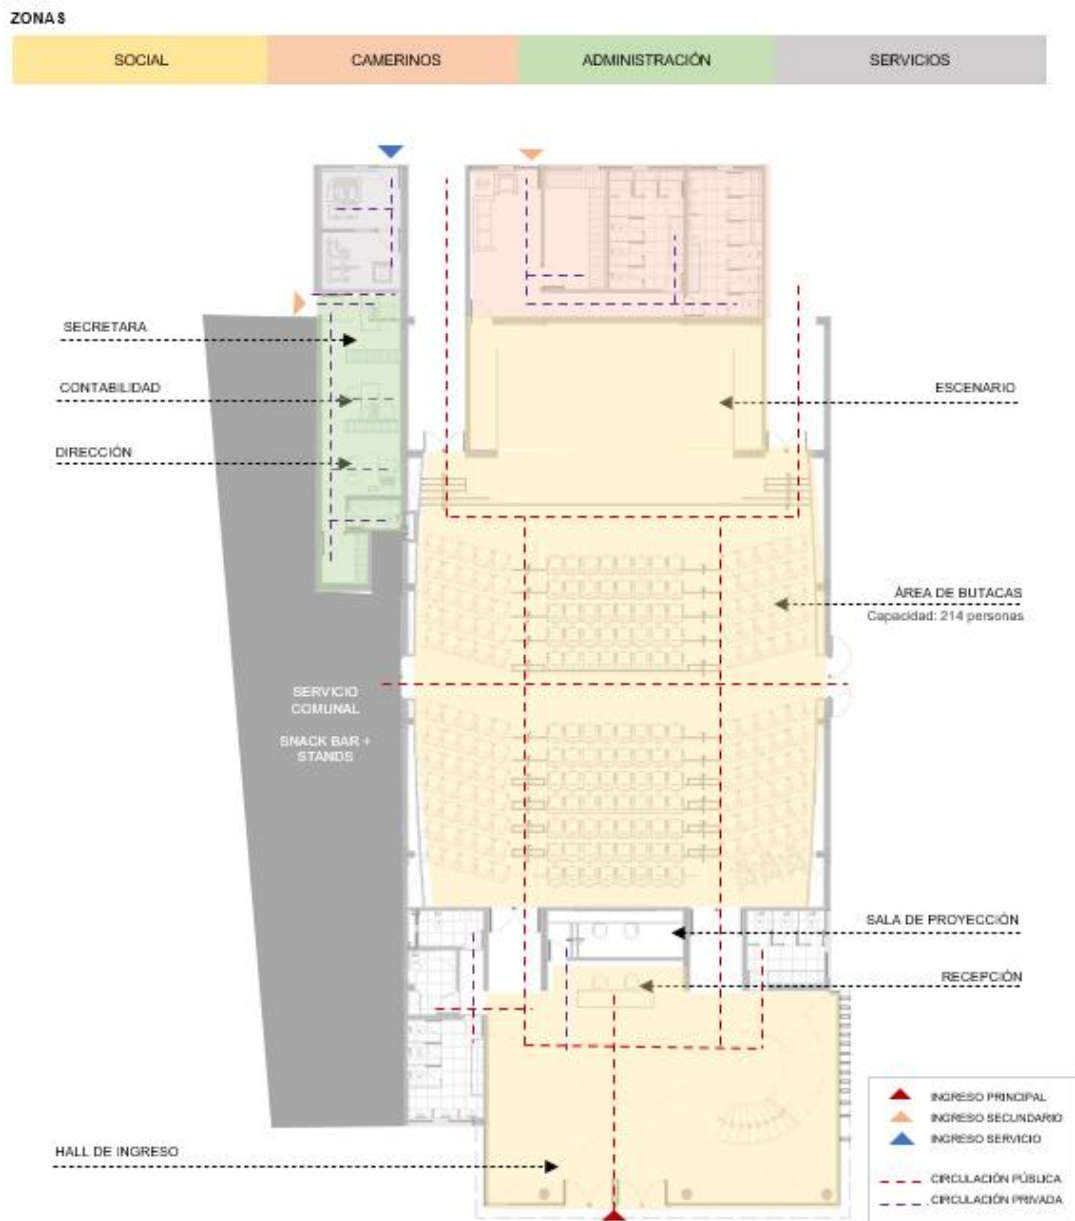 ZONAS
SOCIAL
CAMERINOS
ADMINISTRACIÓN
SERVICIOS
SECRETARA
CONTABILIDAD
DIRECCIÓN
ESCENARIO
ÁREA DE BUTACAS
Capacidad: 214 personas
SERVICIO
COMUNAL
SNACK BAR +
STANDS
SALA DE PROYECCIÓN
RECEPCIÓN
HALL DE INGRESO
INGRESO PRINCIPAL
INGRESO SECUNDARIO
INGRESO SERVICIO
CIRCULACIÓN PÚBLICA
CIRCULACIÓN PRIVADA